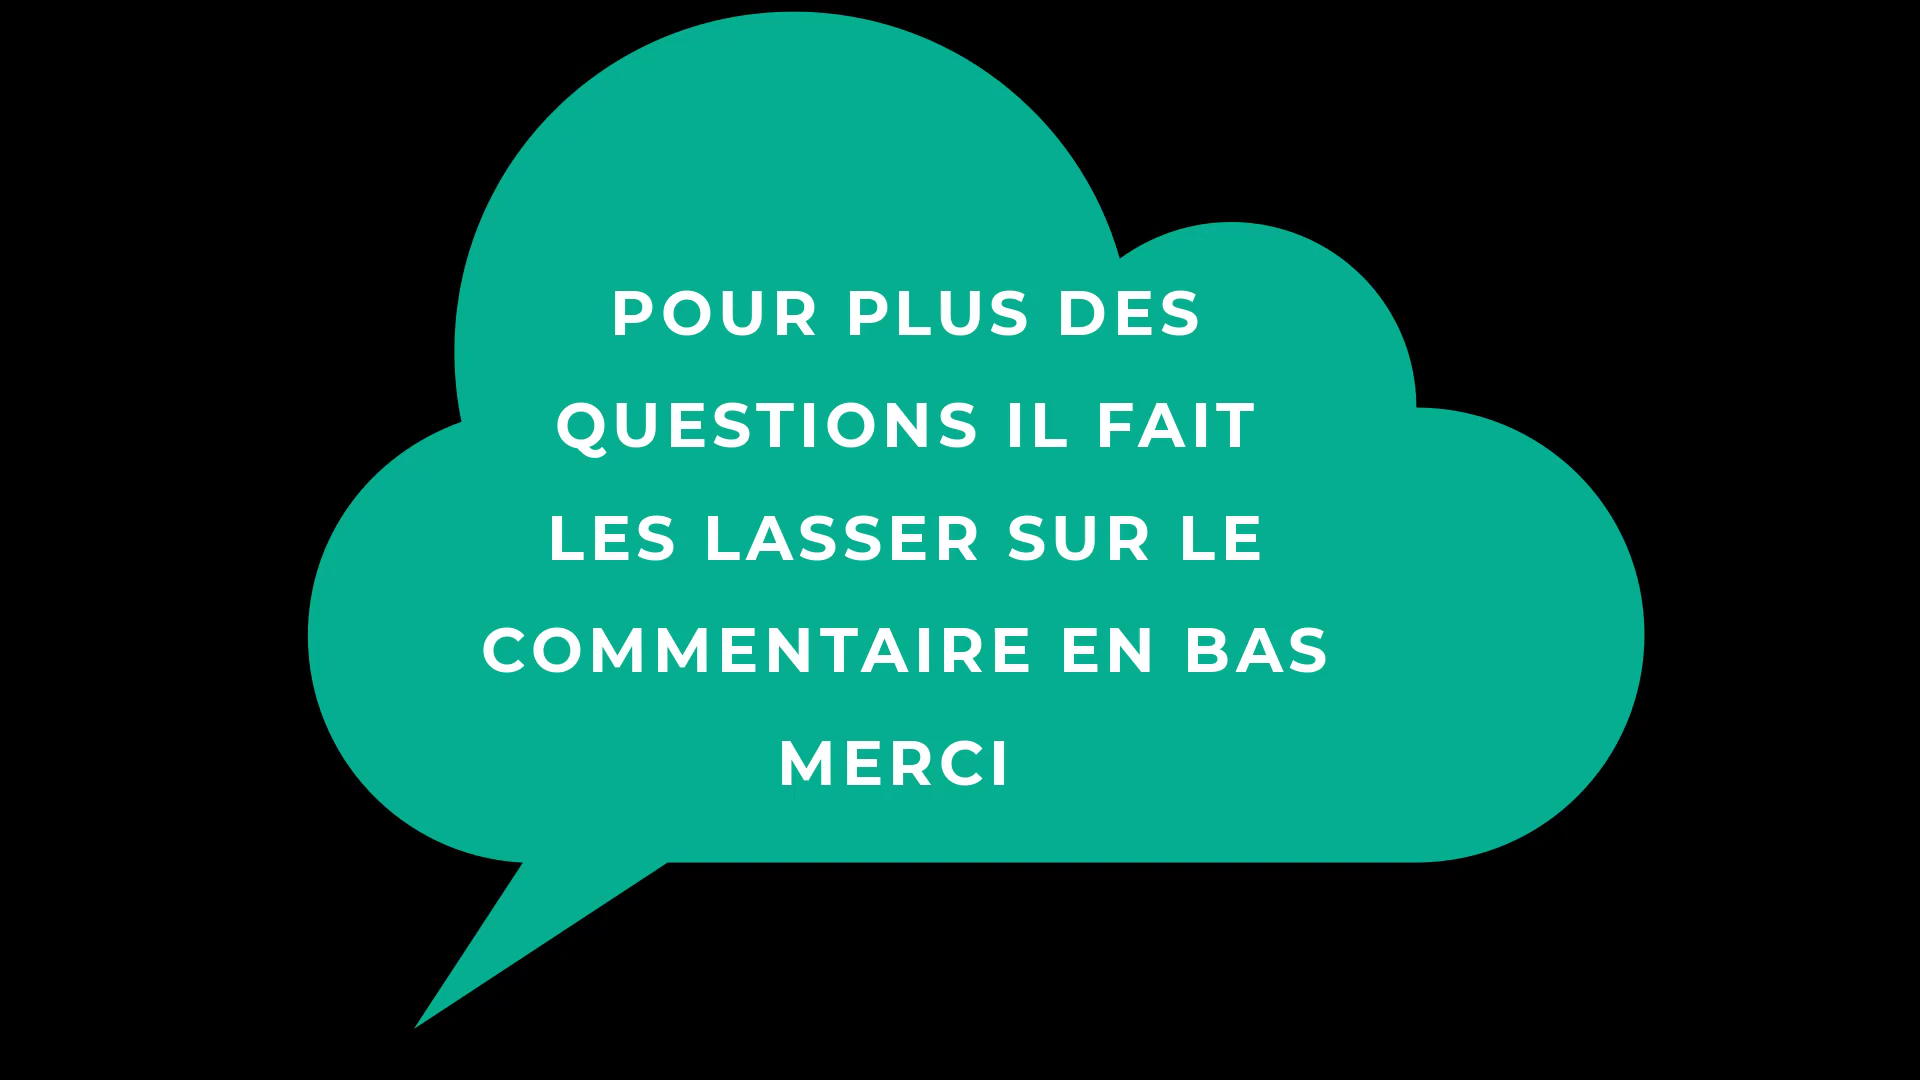 POUR PLUS DES
QUESTIONS IL FAIT
LES LASSER SUR LE
COMMENTAIRE EN BAS
MERCI